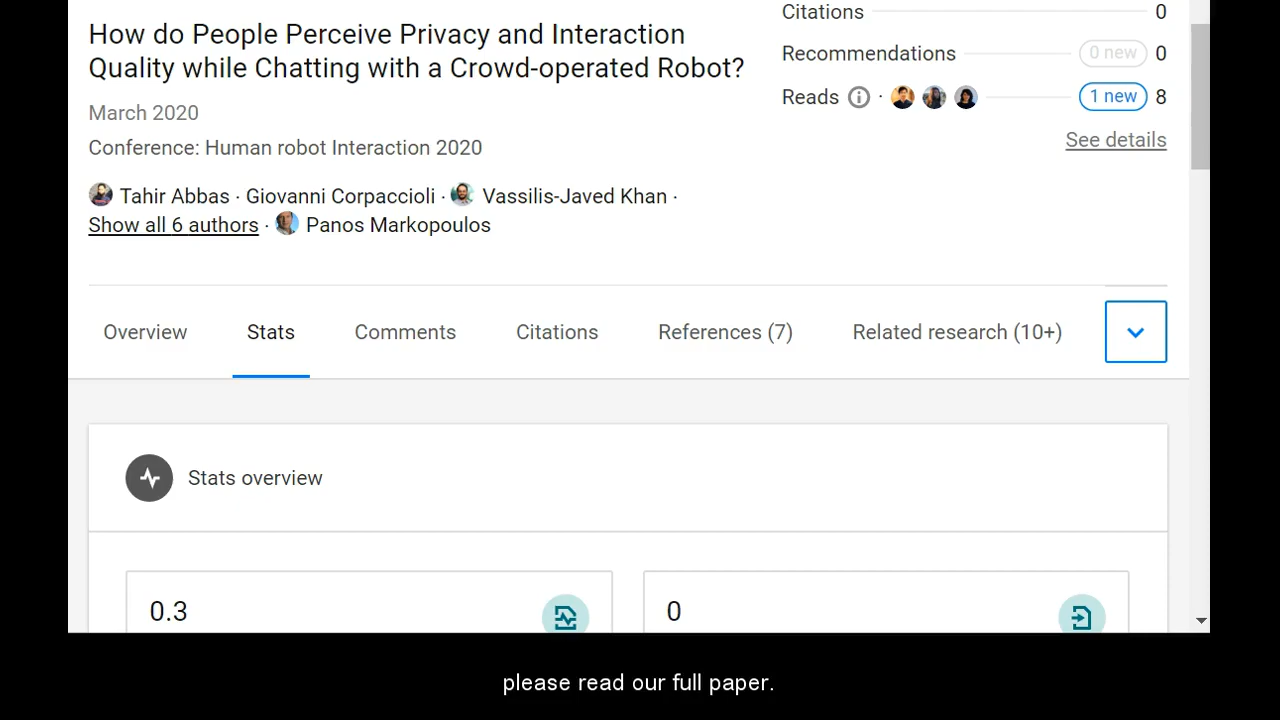 How do People Perceive Privacy and Interaction
Quality while Chatting with a Crowd-operated Robot?
March 2020
Conference: Human robot Interaction 2020
Tahir Abbas · Giovanni Corpaccioli · Vassilis-Javed Khan ·
Show all 6 authors · Panos Markopoulos
Citations 0
Recommendations 0 new 0
Reads · 1 new 8
See details
Overview Stats Comments Citations References (7) Related research (10+)
Stats overview
0.3 0
please read our full paper.